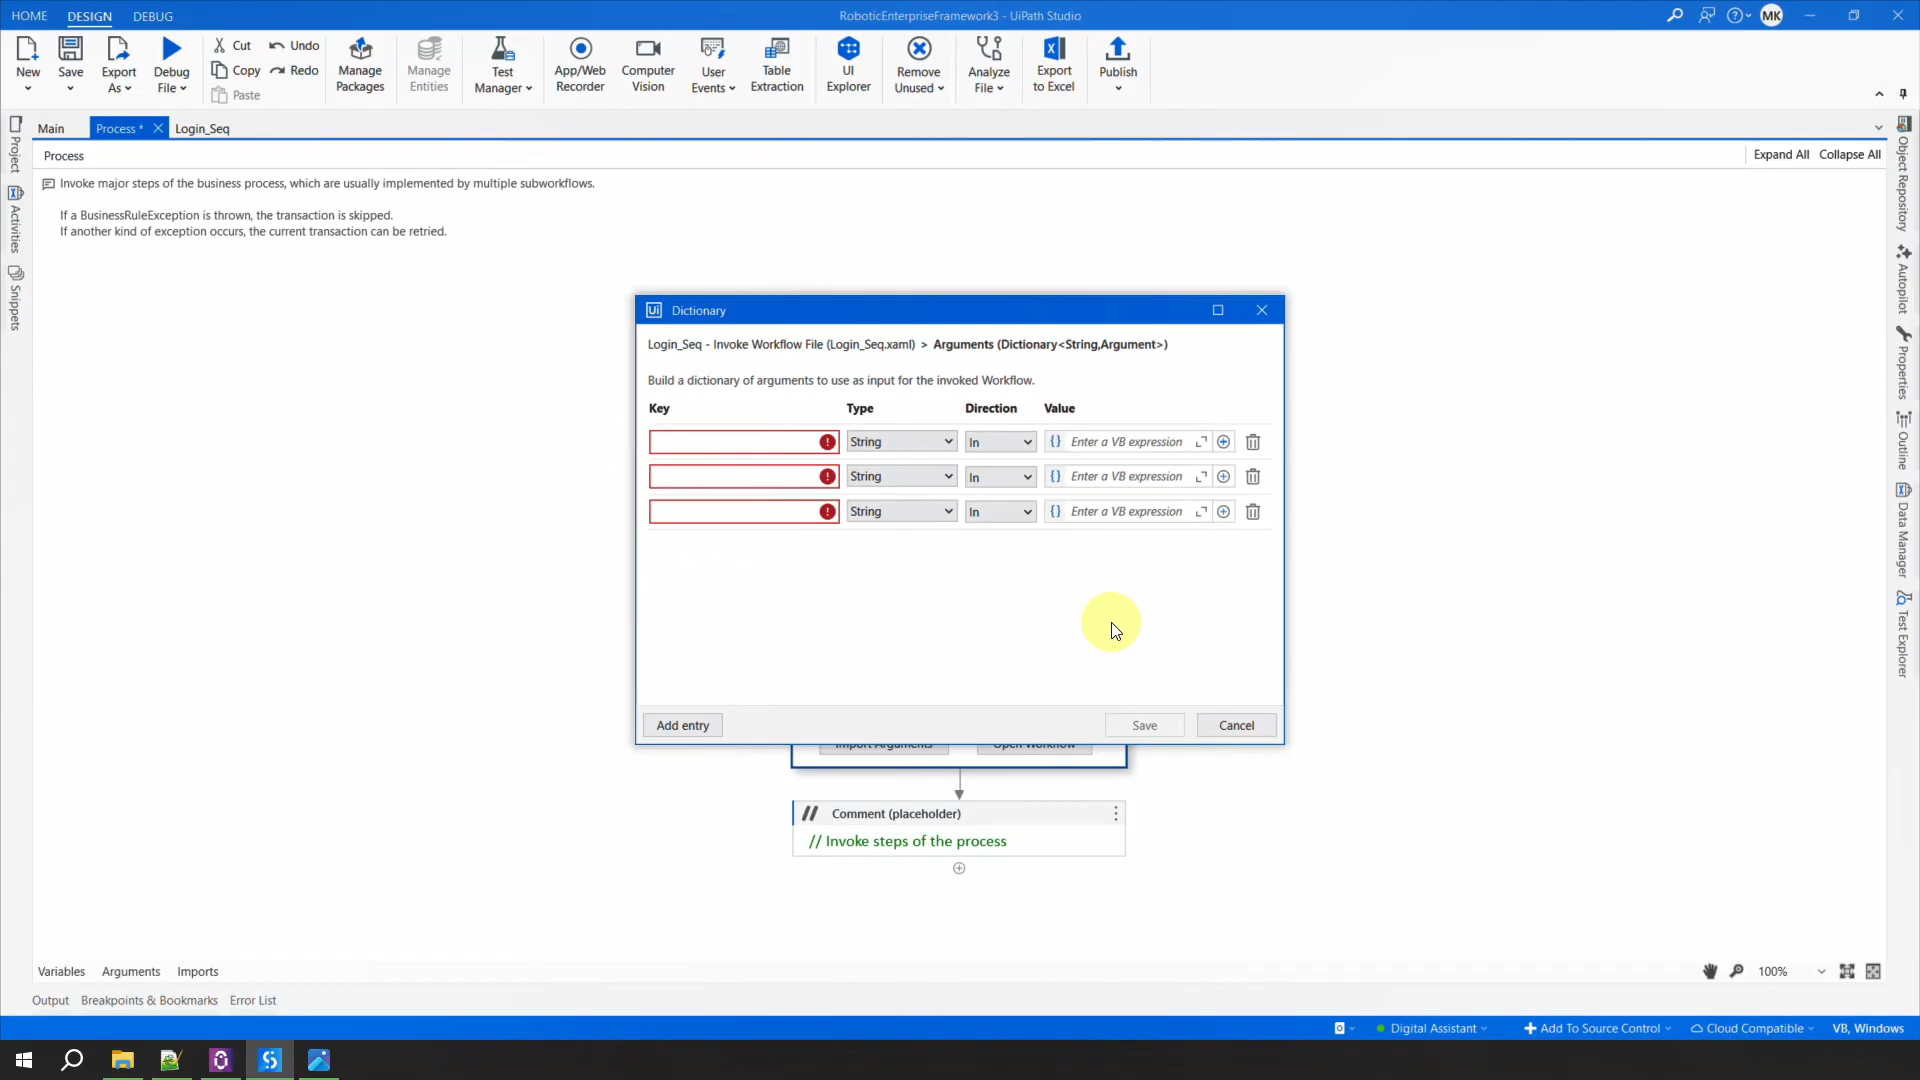 HOME DESIGN DEBUG RoboticEnterpriseFramework3 - UiPath Studio MK
New Save Export As Debug File Cut Copy Paste Undo Redo Manage Packages Manage Entities Test Manager App/Web Recorder Computer Vision User Events Table Extraction UI Explorer Remove Unused Analyze File Export to Excel Publish
Main Process * Login_Seq
Process Expand All Collapse All
Invoke major steps of the business process, which are usually implemented by multiple subworkflows.
If a BusinessRuleException is thrown, the transaction is skipped.
If another kind of exception occurs, the current transaction can be retried.
Project
Activities
Snippets
Object Repository
Autopilot
Properties
Outline
Data Manager
Test Explorer
Ui Dictionary
Login_Seq - Invoke Workflow File (Login_Seq.xaml) > Arguments (Dictionary<String,Argument>)
Build a dictionary of arguments to use as input for the invoked Workflow.
Key Type Direction Value
String In {} Enter a VB expression
String In {} Enter a VB expression
String In {} Enter a VB expression
Add entry Save Cancel
Import Arguments Open Workflow
// Comment (placeholder)
// Invoke steps of the process
Variables Arguments Imports 100%
Output Breakpoints & Bookmarks Error List
Digital Assistant Add To Source Control Cloud Compatible VB, Windows